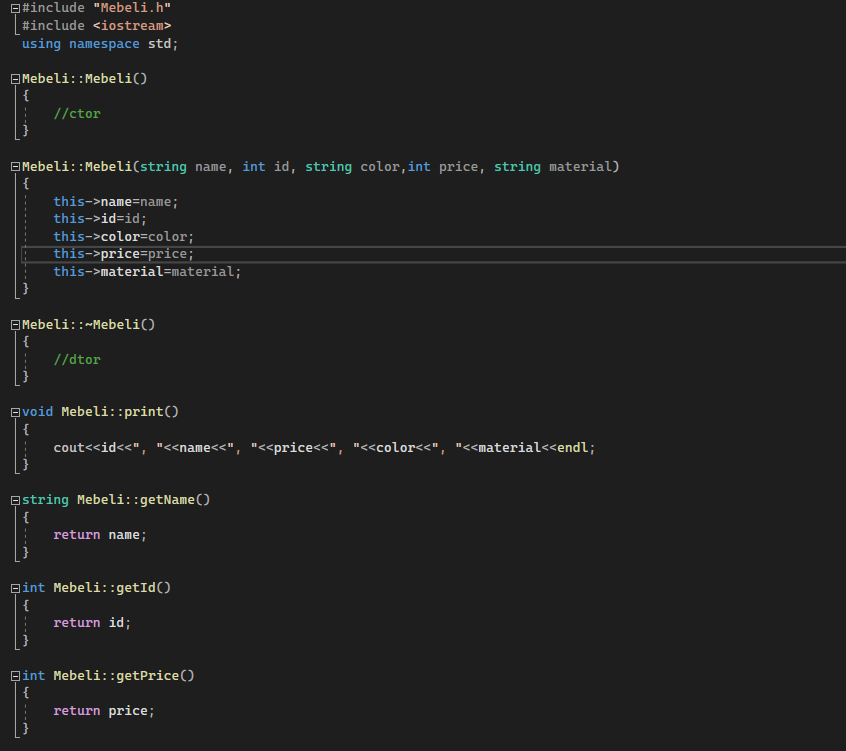 #include "Mebeli.h"
#include <iostream>
using namespace std;
Mebeli::Mebeli()
{
//ctor
}
Mebeli::Mebeli(string name, int id, string color,int price, string material)
{
this->name=name;
this->id=id;
this->color=color;
this->price=price;
this->material=material;
}
Mebeli::~Mebeli()
{
//dtor
}
void Mebeli::print()
{
cout<<id<<", "<<name<<", "<<price<<", "<<color<<", "<<material<<endl;
}
string Mebeli::getName()
{
return name;
}
int Mebeli::getId()
{
return id;
}
int Mebeli::getPrice()
{
return price;
}